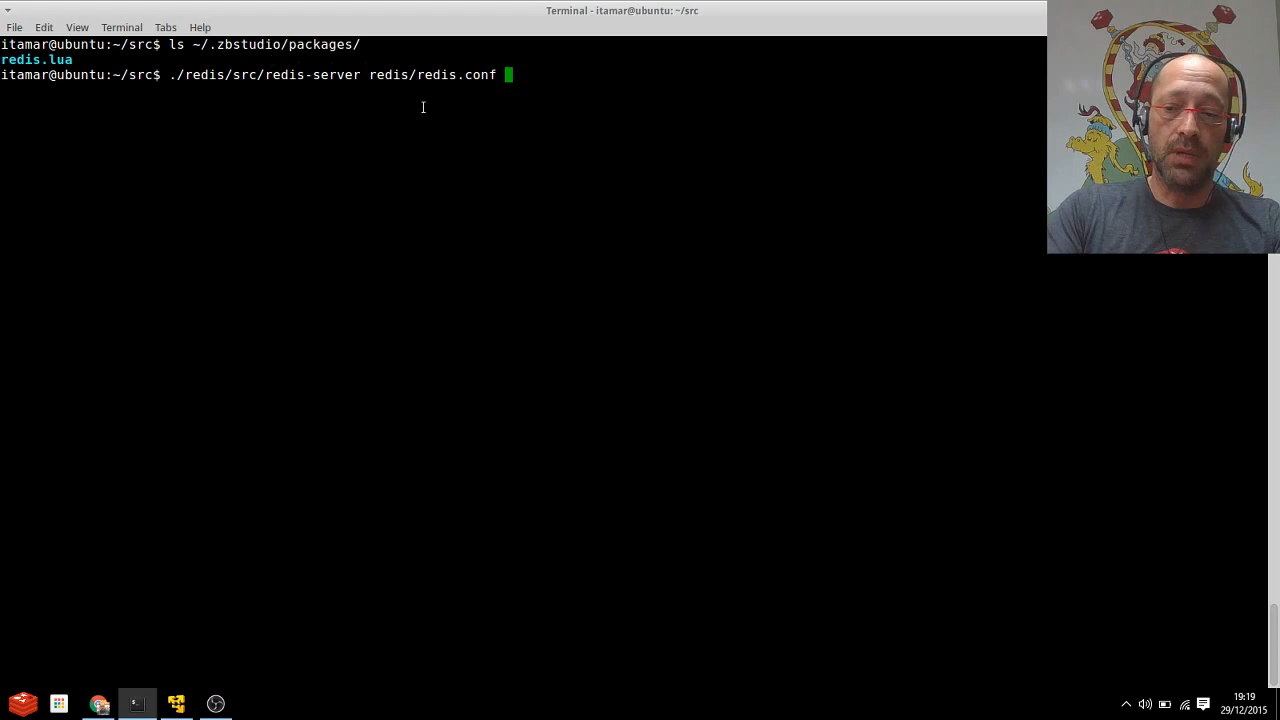 Terminal - itamar@ubuntu: ~/src
File Edit View Terminal Tabs Help
itamar@ubuntu:~/src$ ls ~/.zbstudio/packages/
redis.lua
itamar@ubuntu:~/src$ ./redis/src/redis-server redis/redis.conf
19:19
29/12/2015